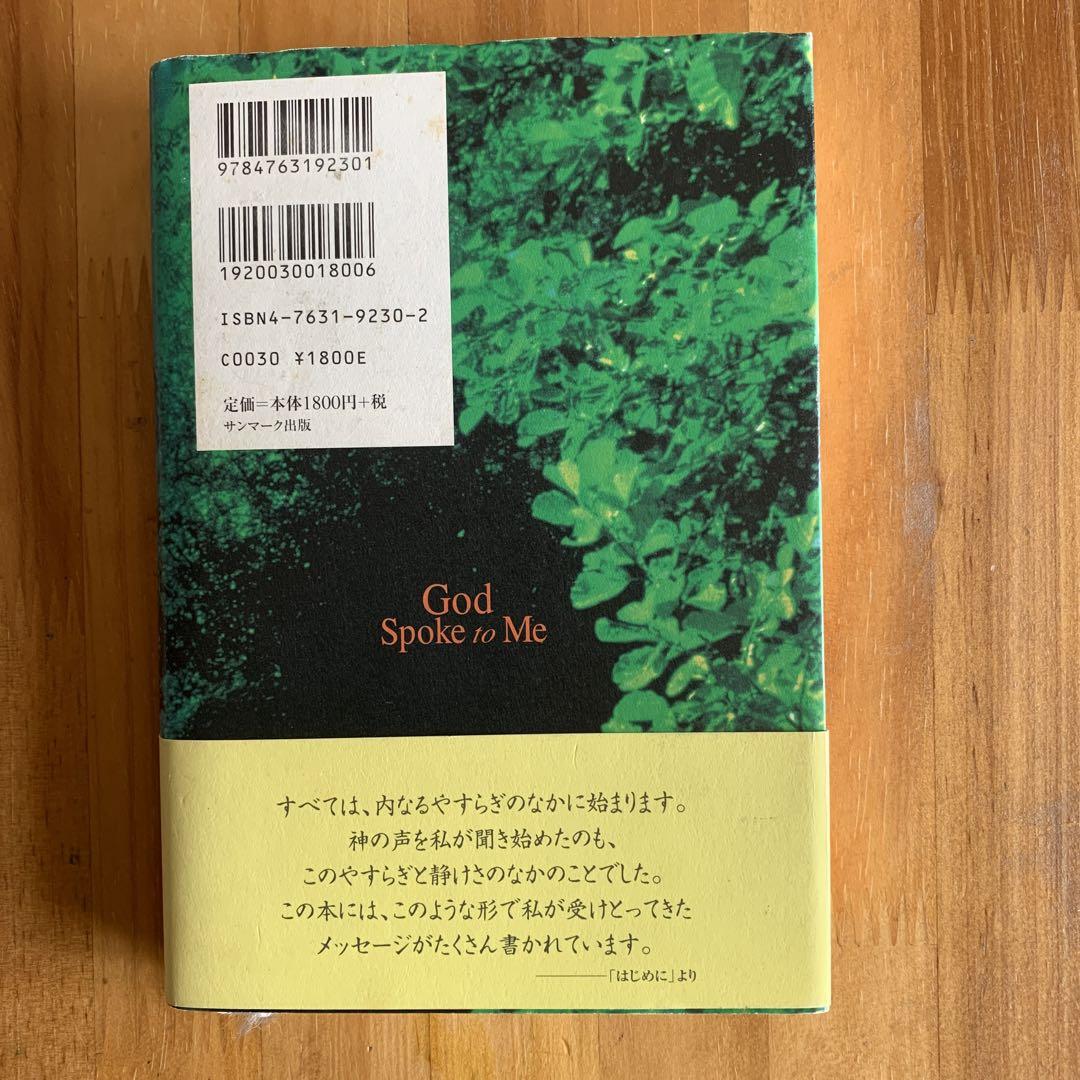 9784763192301
1920030018006
ISBN4-7631-9230-2
C0030 ¥1800E
定価=本体1800円+税
サンマーク出版
God
Spoke to Me
すべては、内なるやすらぎのなかに始まります。
神の声を私が聞き始めたのも、
このやすらぎと静けさのなかのことでした。
この本には、このような形で私が受けとってきた
メッセージがたくさん書かれています。
———「はじめに」より